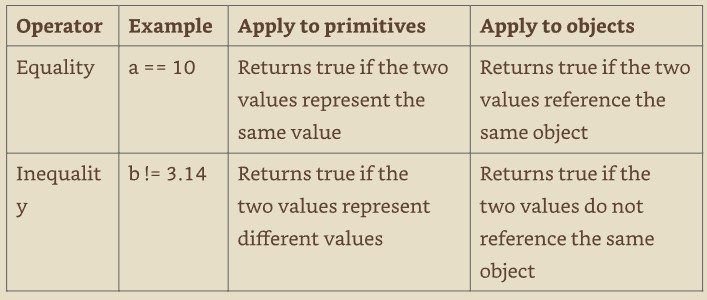 Operator Example Apply to primitives Apply to objects
Equality a == 10 Returns true if the two Returns true if the two
values represent the values reference the
same value same object
Inequalit b != 3.14 Returns true if the Returns true if the
y two values represent two values do not
different values reference the same
object